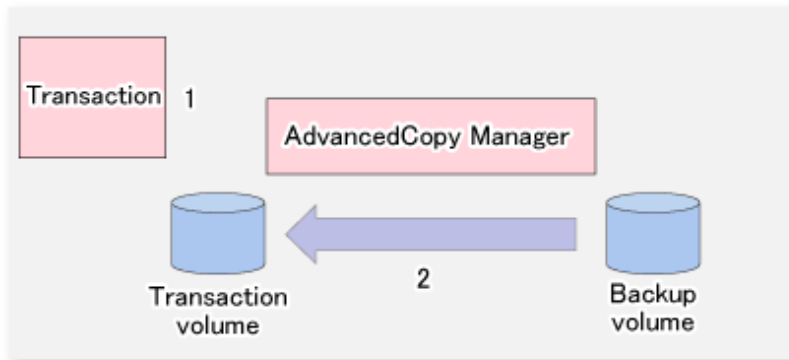 Transaction
1
AdvancedCopy Manager
2
Transaction
volume
Backup
volume